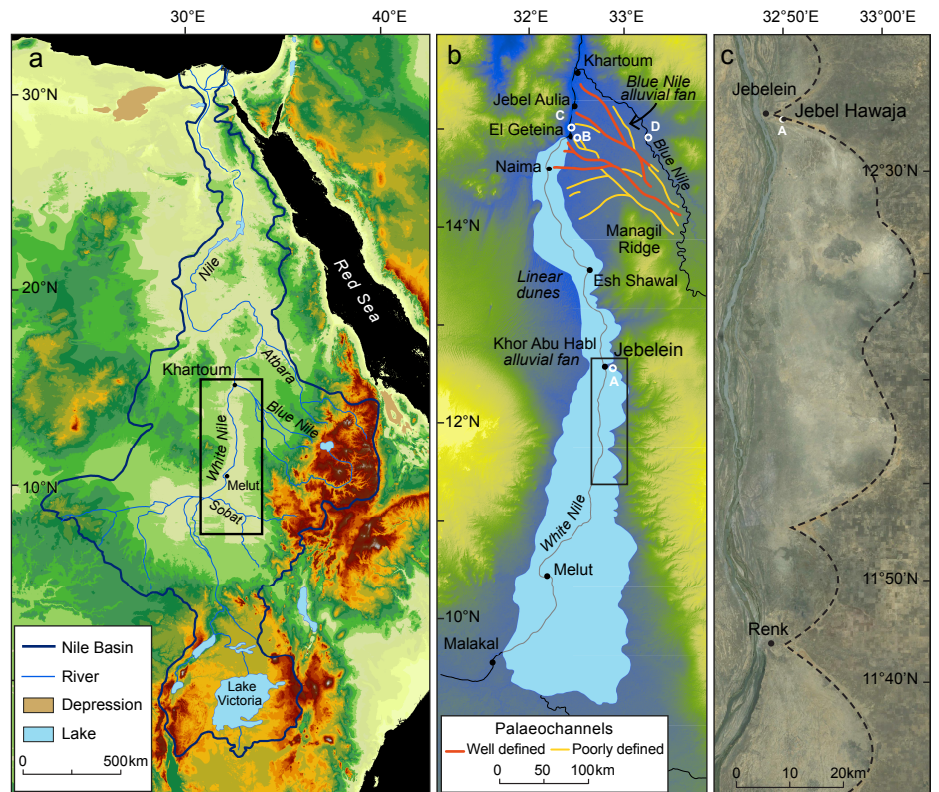 30°E
40°E
a
30°N
20°N
10°N
Nile
Red Sea
Atbara
Khartoum
Blue Nile
White Nile
Melut
Sobat
Lake
Victoria
Nile Basin
River
Depression
Lake
0
500km
32°E
33°E
b
Khartoum
Blue Nile
alluvial fan
Jebel Aulia
C
El Geteina
B
D
Blue Nile
Naima
14°N
Managil
Ridge
Linear
dunes
Esh Shawal
Khor Abu Habl
alluvial fan
Jebelein
A
12°N
White Nile
Melut
10°N
Malakal
Palaeochannels
Well defined
Poorly defined
0
50
100km
32°50'E
33°00'E
c
Jebelein
Jebel Hawaja
A
12°30'N
11°50'N
Renk
11°40'N
0
10
20km